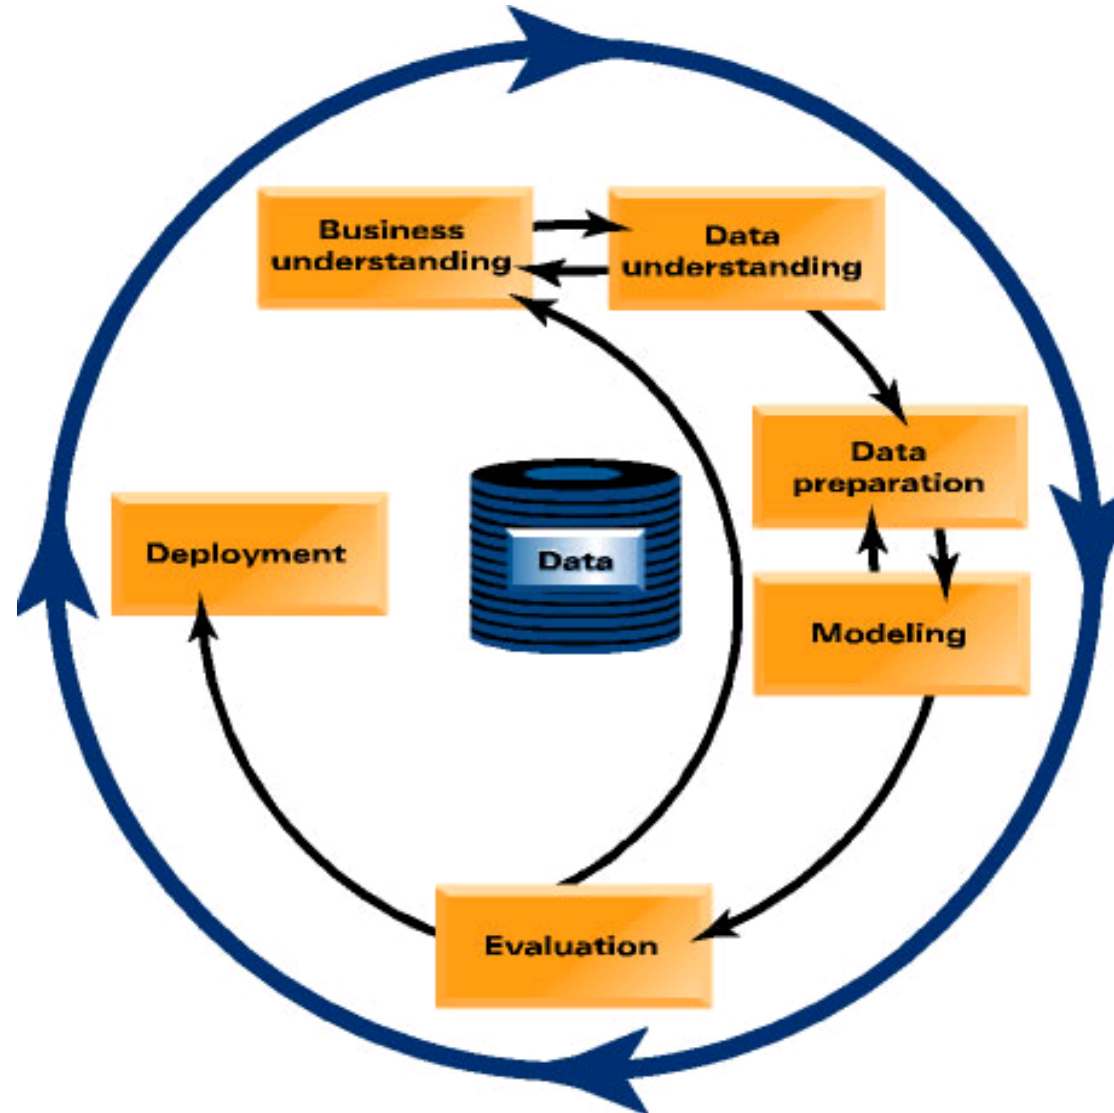 Business
understanding
Data
understanding
Data
preparation
Deployment
Data
Modeling
Evaluation